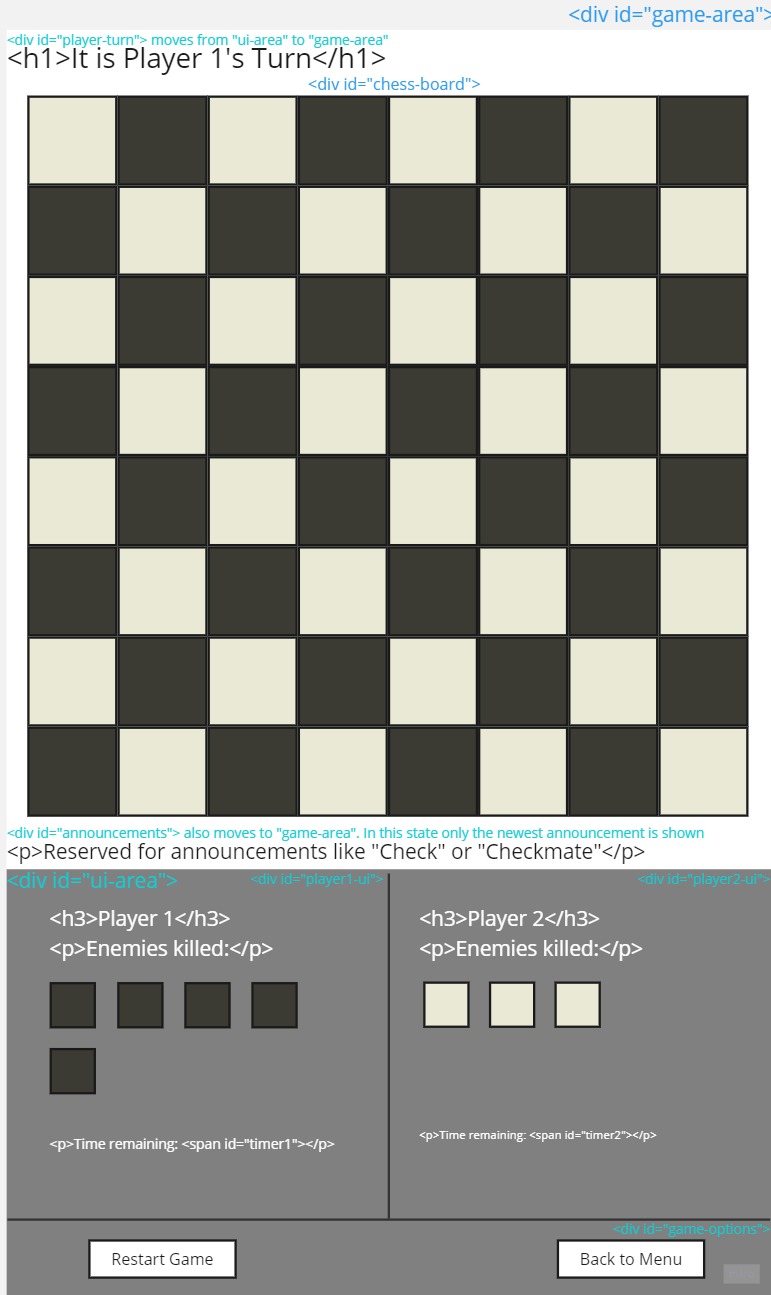 <div id="game-area">
<div id="player-turn"> moves from "ui-area" to "game-area"
<h1>It is Player 1's Turn</h1>
<div id="chess-board">
<div id="announcements"> also moves to "game-area". In this state only the newest announcement is shown
<p>Reserved for announcements like "Check" or "Checkmate"</p>
<div id="ui-area">
<div id="player1-ui">
<div id="player2-ui">
<h3>Player 1</h3>
<p>Enemies killed:</p>
<p>Time remaining: <span id="timer1"></p>
<h3>Player 2</h3>
<p>Enemies killed:</p>
<p>Time remaining: <span id="timer2"></p>
<div id="game-options">
Restart Game
Back to Menu